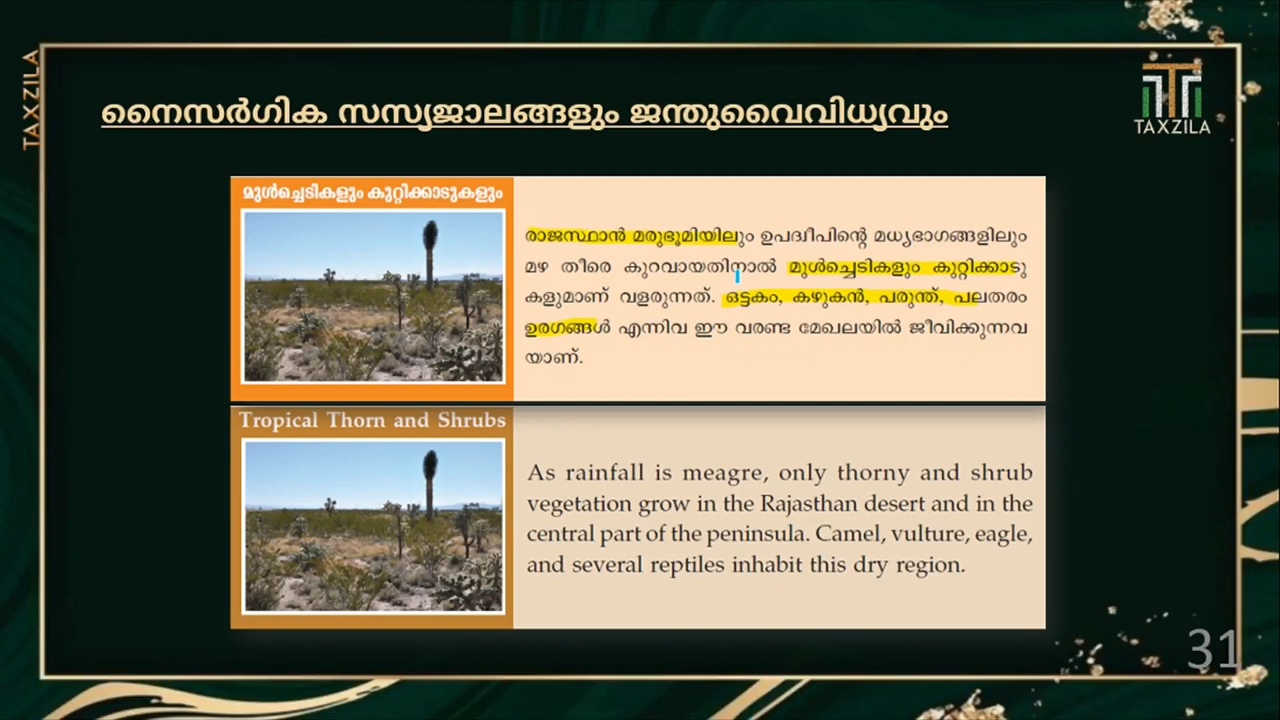 TAXZILA
TAXZILA
നൈസർഗിക സസ്യജാലങ്ങളും ജന്തുവൈവിധ്യവും
മുൾച്ചെടികളും കുറ്റിക്കാടുകളും
രാജസ്ഥാൻ മരുഭൂമിയിലും ഉപദ്വീപിന്റെ മധ്യഭാഗങ്ങളിലും
മഴ തീരെ കുറവായതിനാൽ മുൾച്ചെടികളും കുറ്റിക്കാടു
കളുമാണ് വളരുന്നത്. ഒട്ടകം, കഴുകൻ, പരുന്ത്, പലതരം
ഉരഗങ്ങൾ എന്നിവ ഈ വരണ്ട മേഖലയിൽ ജീവിക്കുന്നവ
യാണ്.
Tropical Thorn and Shrubs
As rainfall is meagre, only thorny and shrub
vegetation grow in the Rajasthan desert and in the
central part of the peninsula. Camel, vulture, eagle,
and several reptiles inhabit this dry region.
31